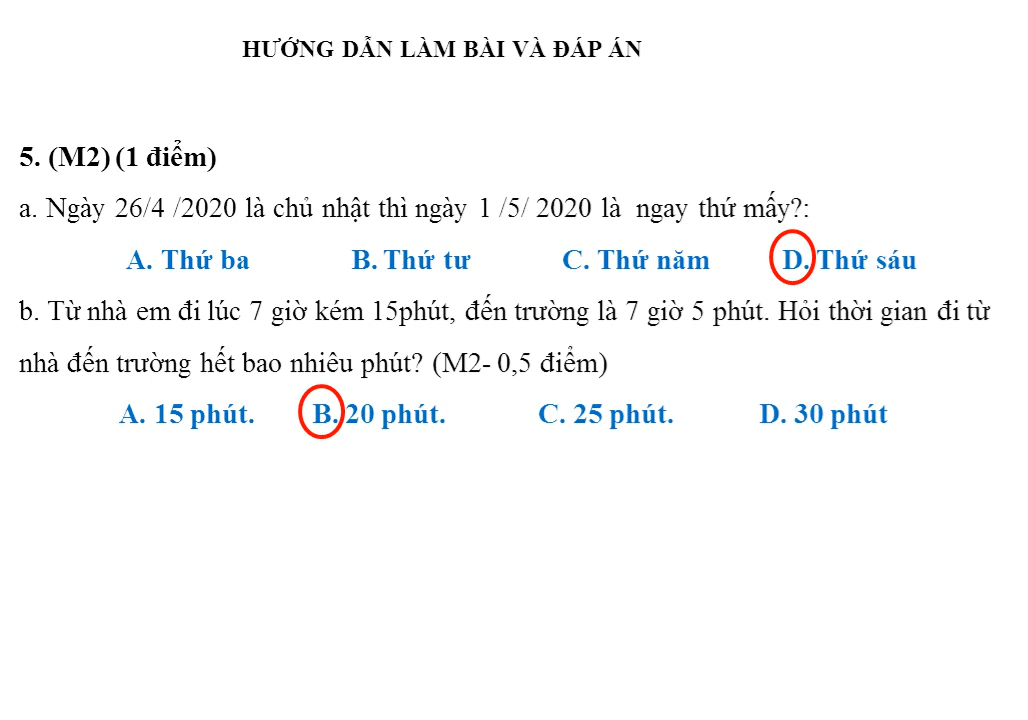 HƯỚNG DẪN LÀM BÀI VÀ ĐÁP ÁN
5. (M2) (1 điểm)
a. Ngày 26/4 /2020 là chủ nhật thì ngày 1 /5/ 2020 là ngay thứ mấy?:
A. Thứ ba B. Thứ tư C. Thứ năm D. Thứ sáu
b. Từ nhà em đi lúc 7 giờ kém 15phút, đến trường là 7 giờ 5 phút. Hỏi thời gian đi từ
nhà đến trường hết bao nhiêu phút? (M2- 0,5 điểm)
A. 15 phút. B. 20 phút. C. 25 phút. D. 30 phút